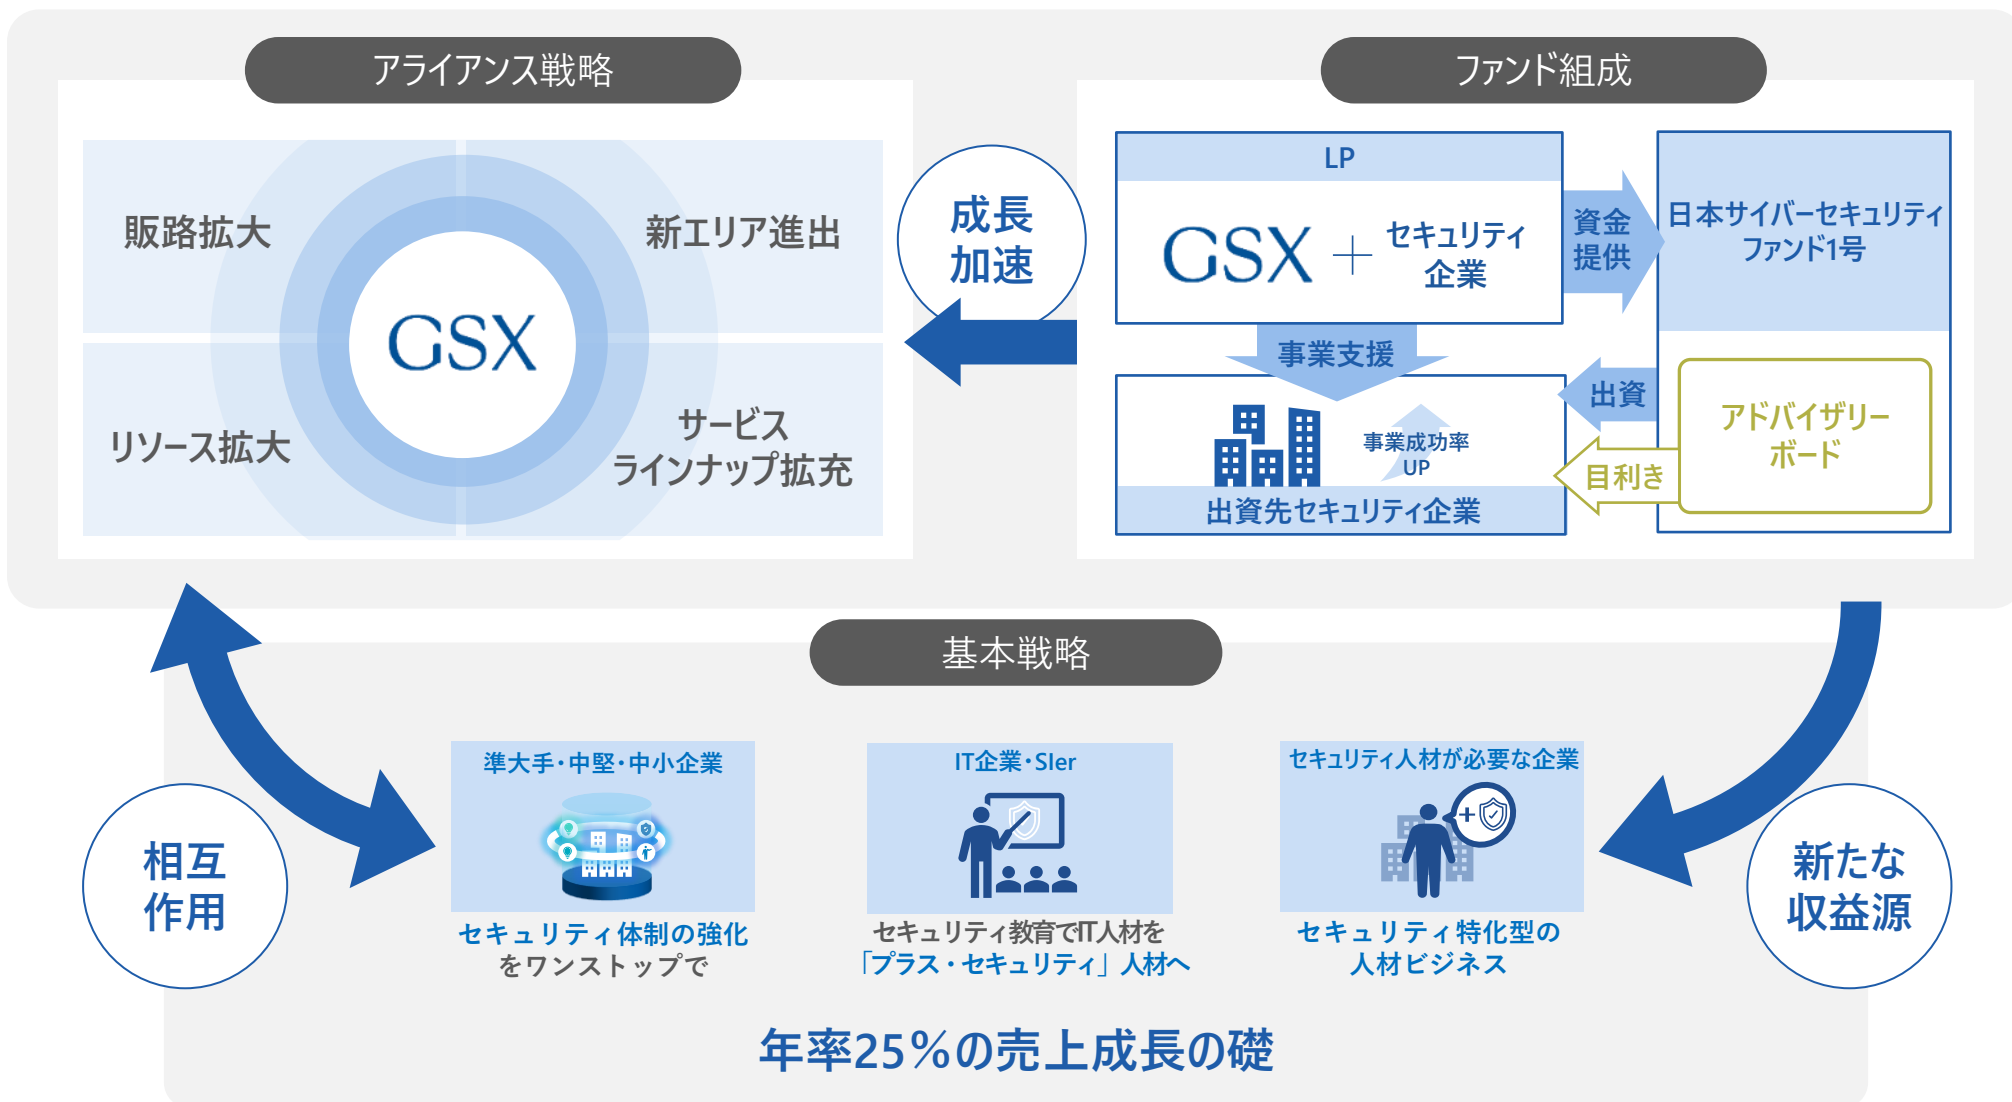 アライアンス戦略
販路拡大
新エリア進出
GSX
リソース拡大
サービス
ラインナップ拡充
成長
加速
ファンド組成
LP
GSX + セキュリティ
企業
資金
提供
日本サイバーセキュリティ
ファンド1号
事業支援
出資
アドバイザリー
ボード
目利き
事業成功率
UP
出資先セキュリティ企業
基本戦略
相互
作用
準大手・中堅・中小企業
セキュリティ体制の強化
をワンストップで
IT企業・SIer
セキュリティ教育でIT人材を
「プラス・セキュリティ」人材へ
セキュリティ人材が必要な企業
+
セキュリティ特化型の
人材ビジネス
新たな
収益源
年率25%の売上成長の礎